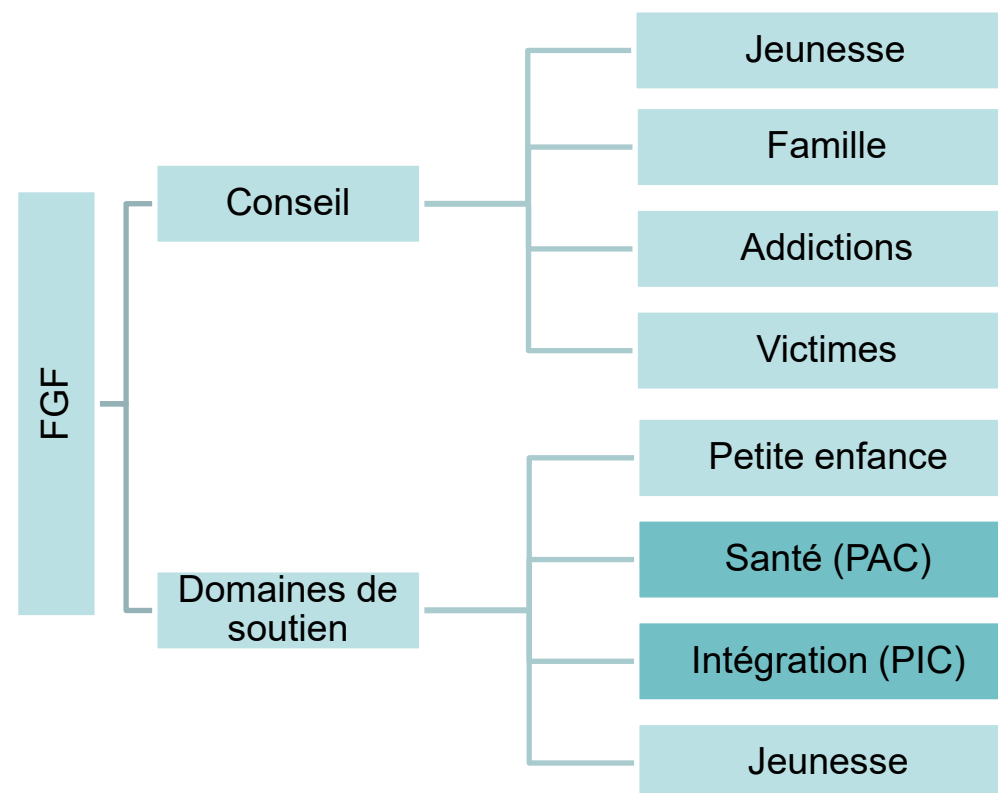 FGF
Conseil
Jeunesse
Famille
Addictions
Victimes
Domaines de
soutien
Petite enfance
Santé (PAC)
Intégration (PIC)
Jeunesse